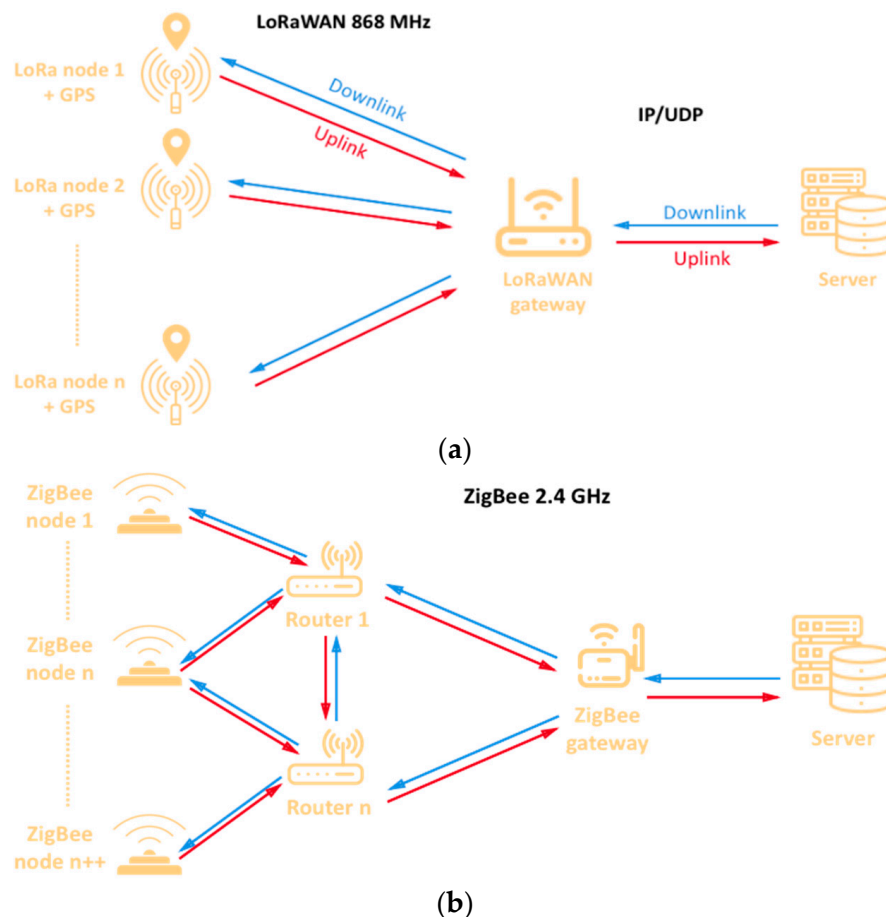 LoRaWAN 868 MHz
LoRa node 1
+ GPS
Downlink
Uplink
IP/UDP
LoRa node 2
+ GPS
Downlink
Uplink
LoRaWAN
gateway
Server
LoRa node n
+ GPS
(a)
ZigBee 2.4 GHz
ZigBee
node 1
Router 1
ZigBee
node n
ZigBee
gateway
Server
Router n
ZigBee
node n++
(b)